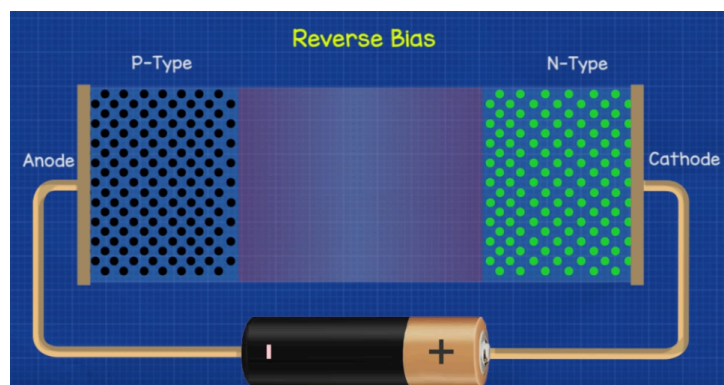 Reverse Bias
P-Type
N-Type
Anode
Cathode
-
+